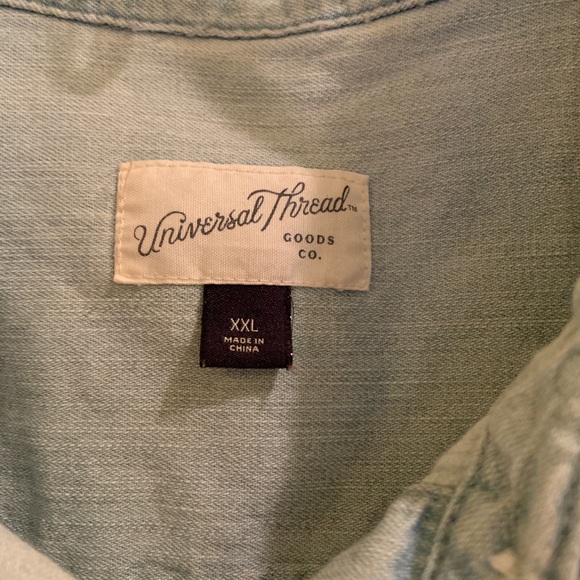 Universal Thread™
GOODS
CO.
XXL
MADE IN
CHINA